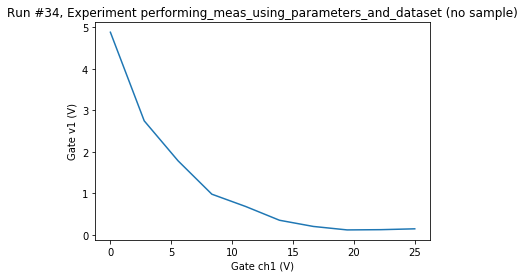 Run #34, Experiment performing_meas_using_parameters_and_dataset (no sample)
5
4
3
2
1
0
Gate v1 (V)
0 5 10 15 20 25
Gate ch1 (V)